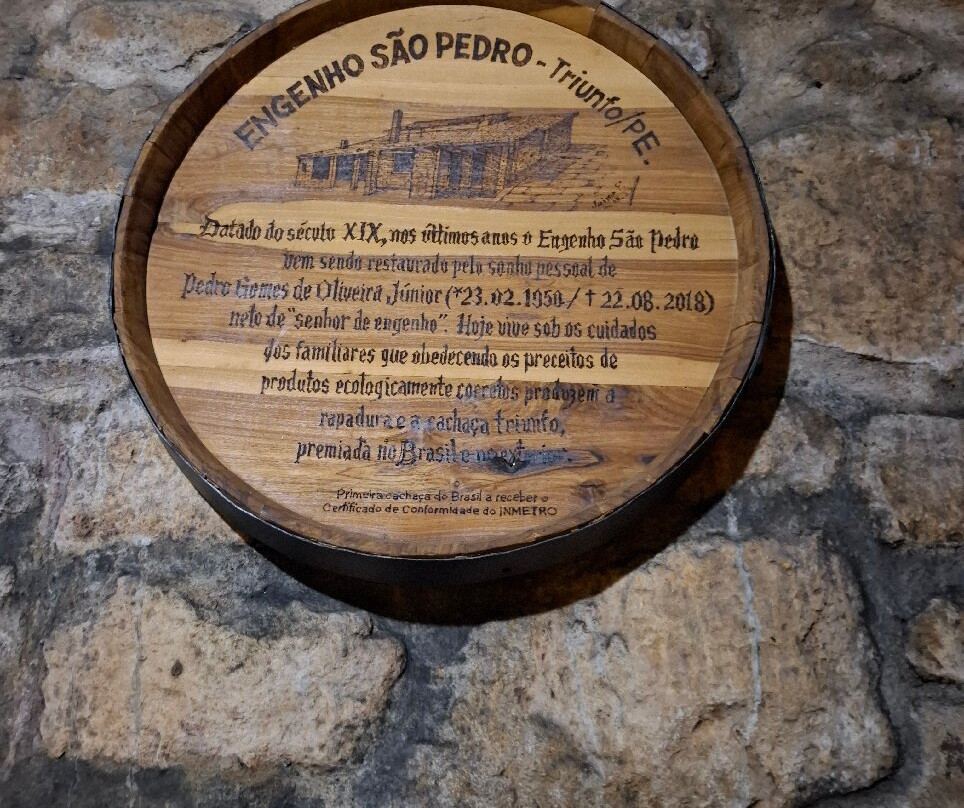 ENGENHO SÃO PEDRO - Triunfo/PE.
Datado do século XIX, nos últimos anos o Engenho São Pedro
vem sendo restaurado pelo sonho pessoal de
Pedro Gomes de Oliveira Júnior (*23.02.1950 / † 22.08.2018)
neto de "senhor de engenho". Hoje vive sob os cuidados
dos familiares que obedecendo os preceitos de
produtos ecologicamente corretos produzem a
rapadura e a cachaça triunfo,
premiada no Brasil e no exterior.
Primeira cachaça do Brasil a receber o
Certificado de Conformidade do INMETRO